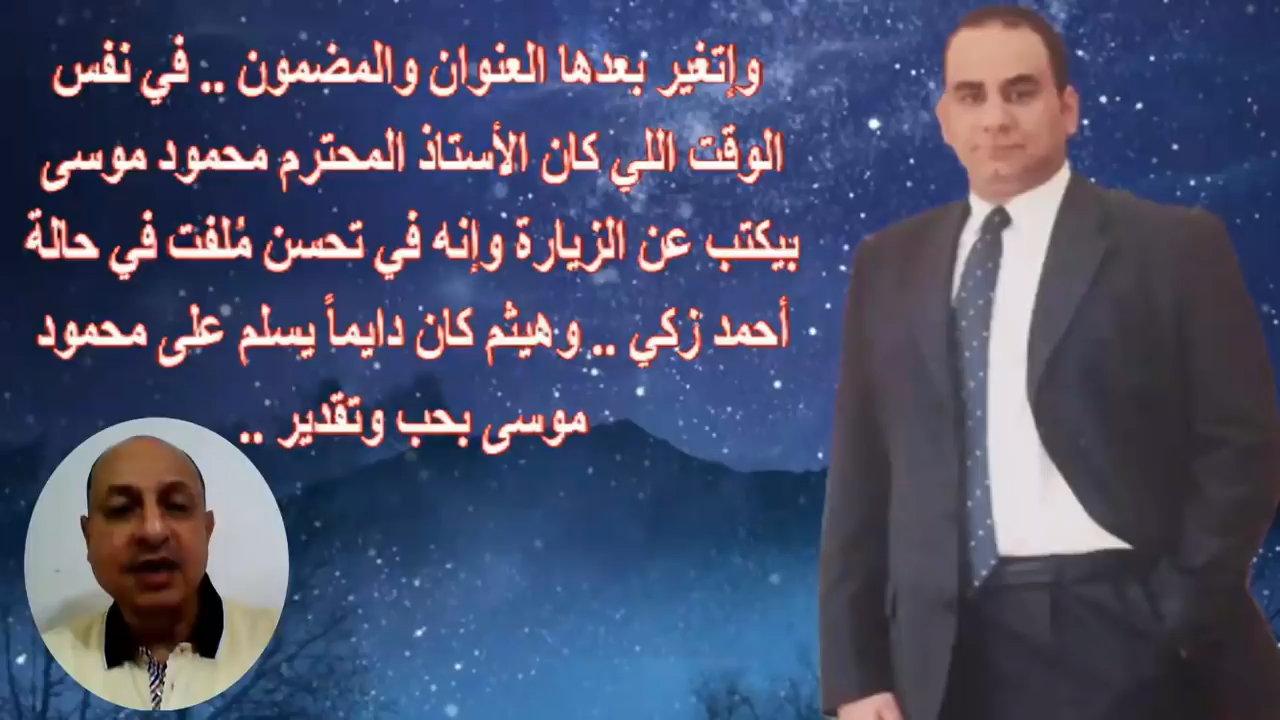 وإتغير بعدها العنوان والمضمون .. في نفس
الوقت اللي كان الأستاذ المحترم محمود موسى
بيكتب عن الزيارة وإنه في تحسن مُلفت في حالة
أحمد زكي .. وهيثم كان دايماً يسلم على محمود
موسى بحب وتقدير ..